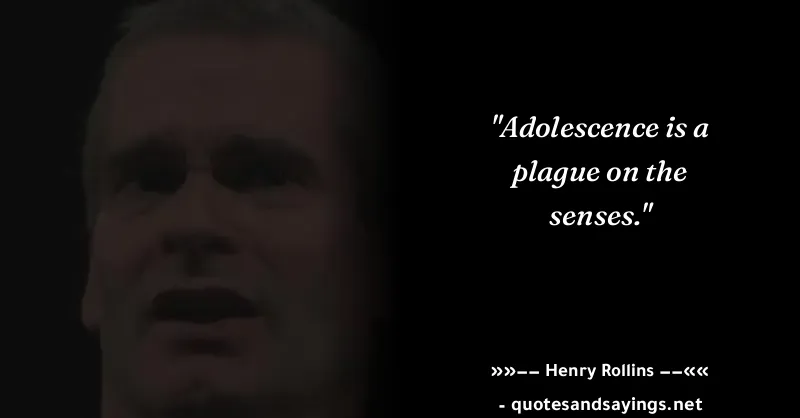 "Adolescence is a
plague on the
senses."
»»−− Henry Rollins −−««
- quotesandsayings.net